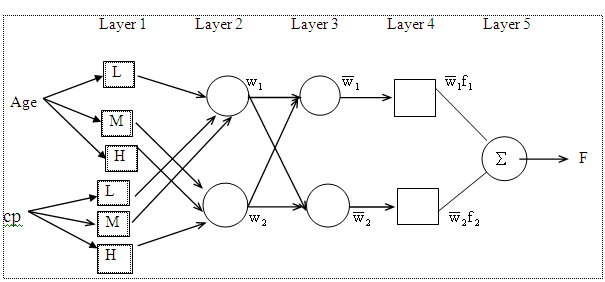 Layer 1 Layer 2 Layer 3 Layer 4 Layer 5
L
w₁ w̅₁ w̅₁f₁
Age
M
H
Σ F
L
cp
M
w₂ w̅₂ w̅₂f₂
H